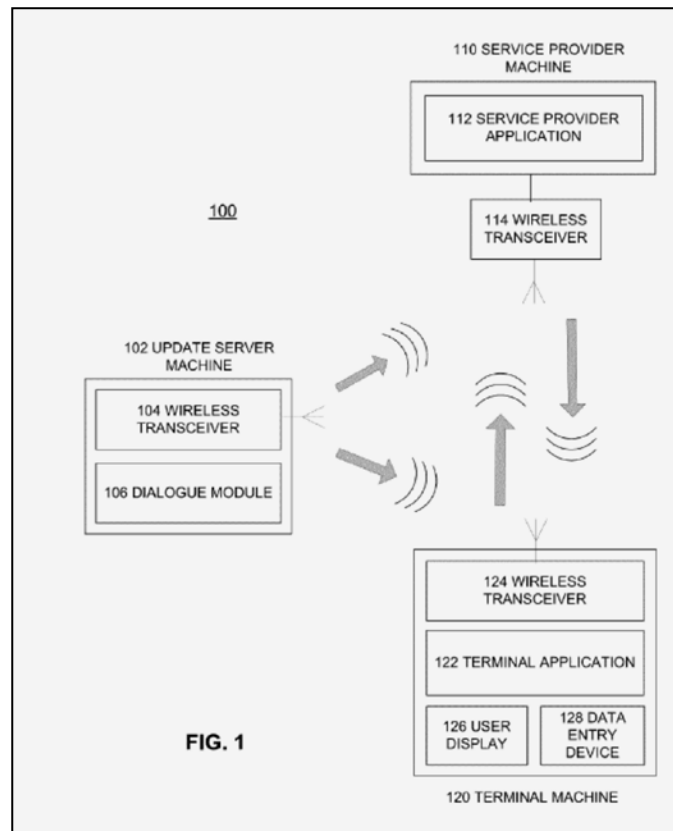 110 SERVICE PROVIDER
MACHINE
112 SERVICE PROVIDER
APPLICATION
100
114 WIRELESS
TRANSCEIVER
102 UPDATE SERVER
MACHINE
104 WIRELESS
TRANSCEIVER
106 DIALOGUE MODULE
124 WIRELESS
TRANSCEIVER
122 TERMINAL APPLICATION
126 USER
DISPLAY
128 DATA
ENTRY
DEVICE
FIG. 1
120 TERMINAL MACHINE